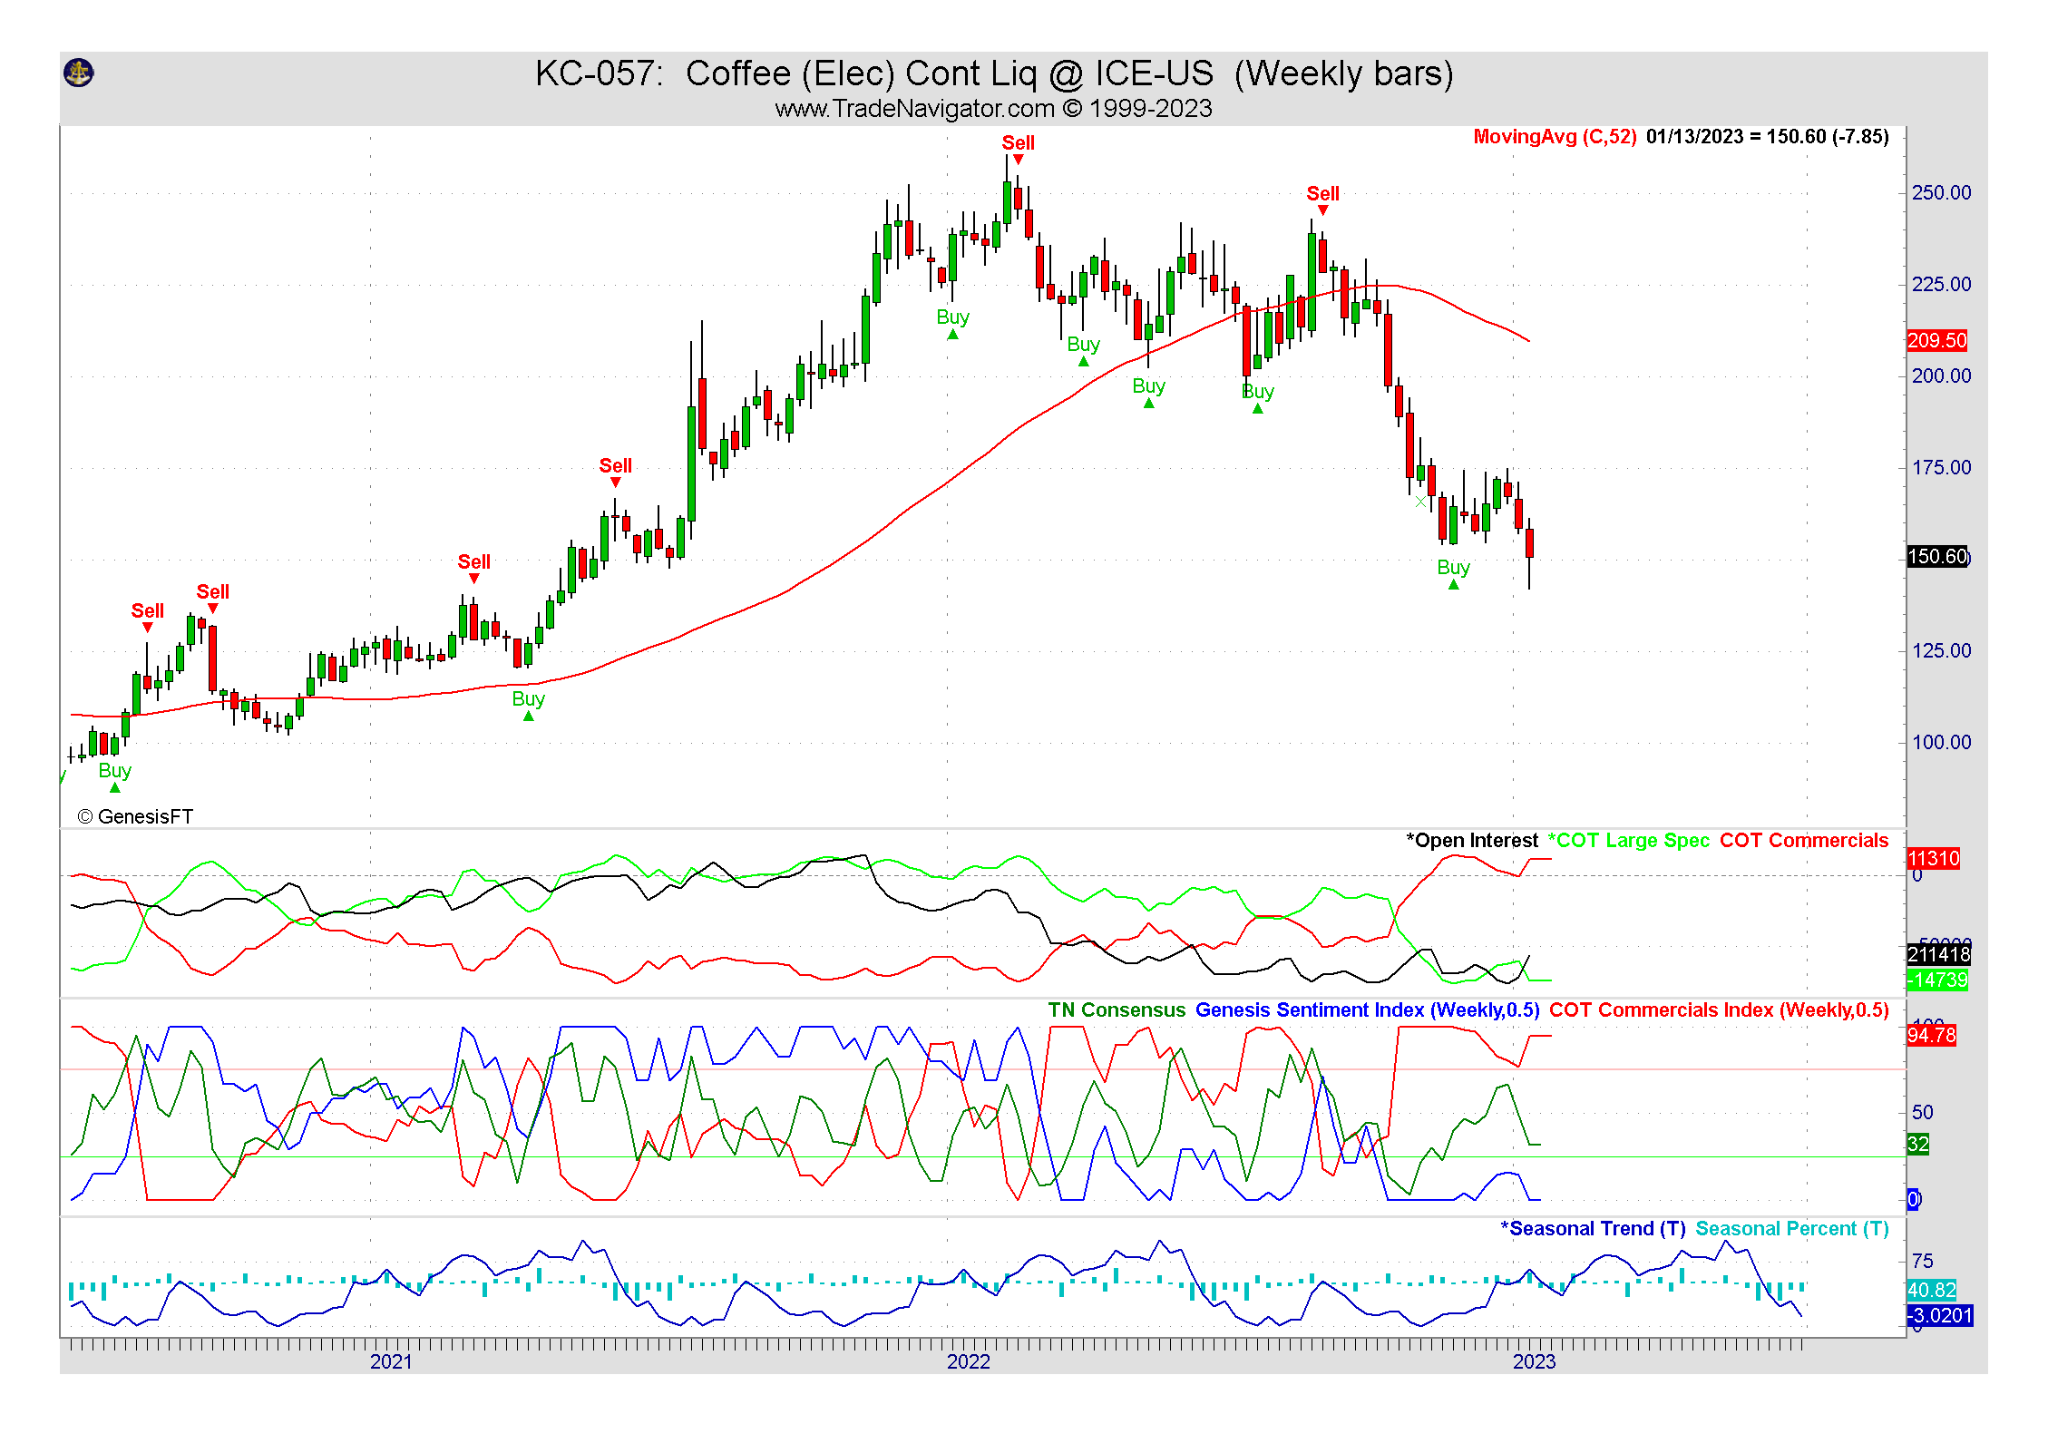 KC-057: Coffee (Elec) Cont Liq @ ICE-US (Weekly bars)
www.TradeNavigator.com © 1999-2023
MovingAvg (C,52) 01/13/2023 = 150.60 (-7.85)
Sell
Sell
250.00
225.00
Buy
209.50
Buy
200.00
Buy
Buy
Sell
175.00
150.60
Sell
Buy
Sell
Sell
125.00
Buy
100.00
Buy
© GenesisFT
*Open Interest *COT Large Spec COT Commercials
11310
0
211418
-14739
TN Consensus Genesis Sentiment Index (Weekly,0.5) COT Commercials Index (Weekly,0.5)
94.78
50
32
0
*Seasonal Trend (T) Seasonal Percent (T)
75
40.82
-3.0201
2021 2022 2023